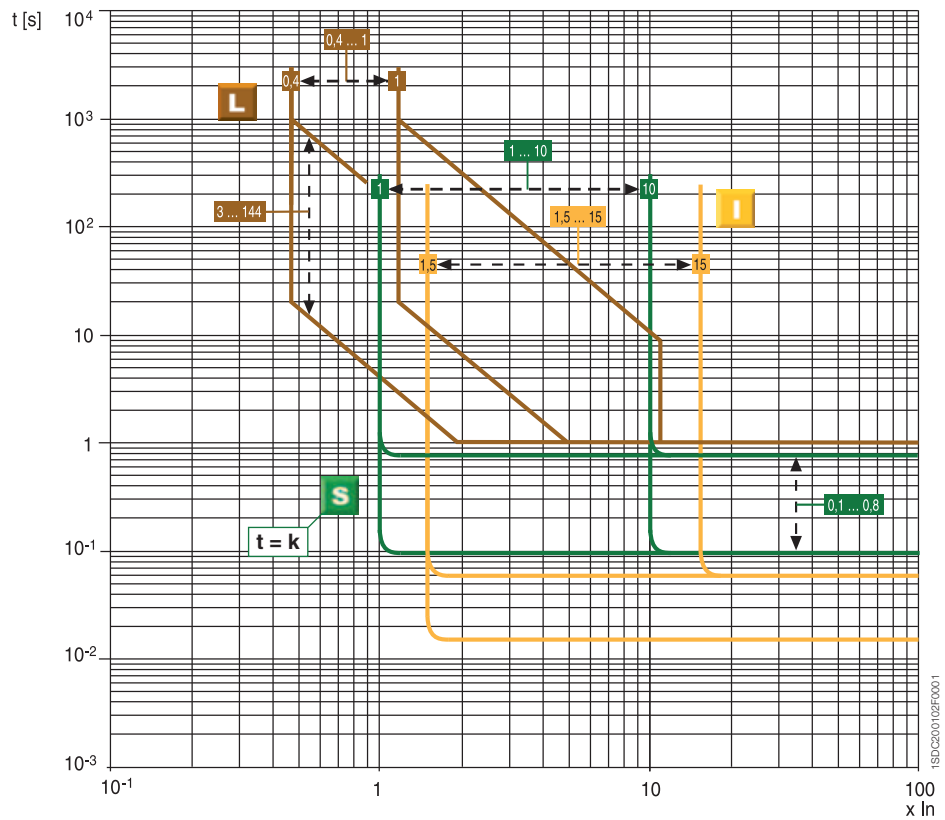 t [s]
10⁴
0,4 ... 1
0,4
1
L
10³
1 ... 10
1
10
I
3 ... 144
1,5 ... 15
10²
1,5
15
10
1
S
0,1 ... 0,8
t = k
10⁻¹
10⁻²
10⁻³
10⁻¹
1
10
100
x In
1SDC200102F0001